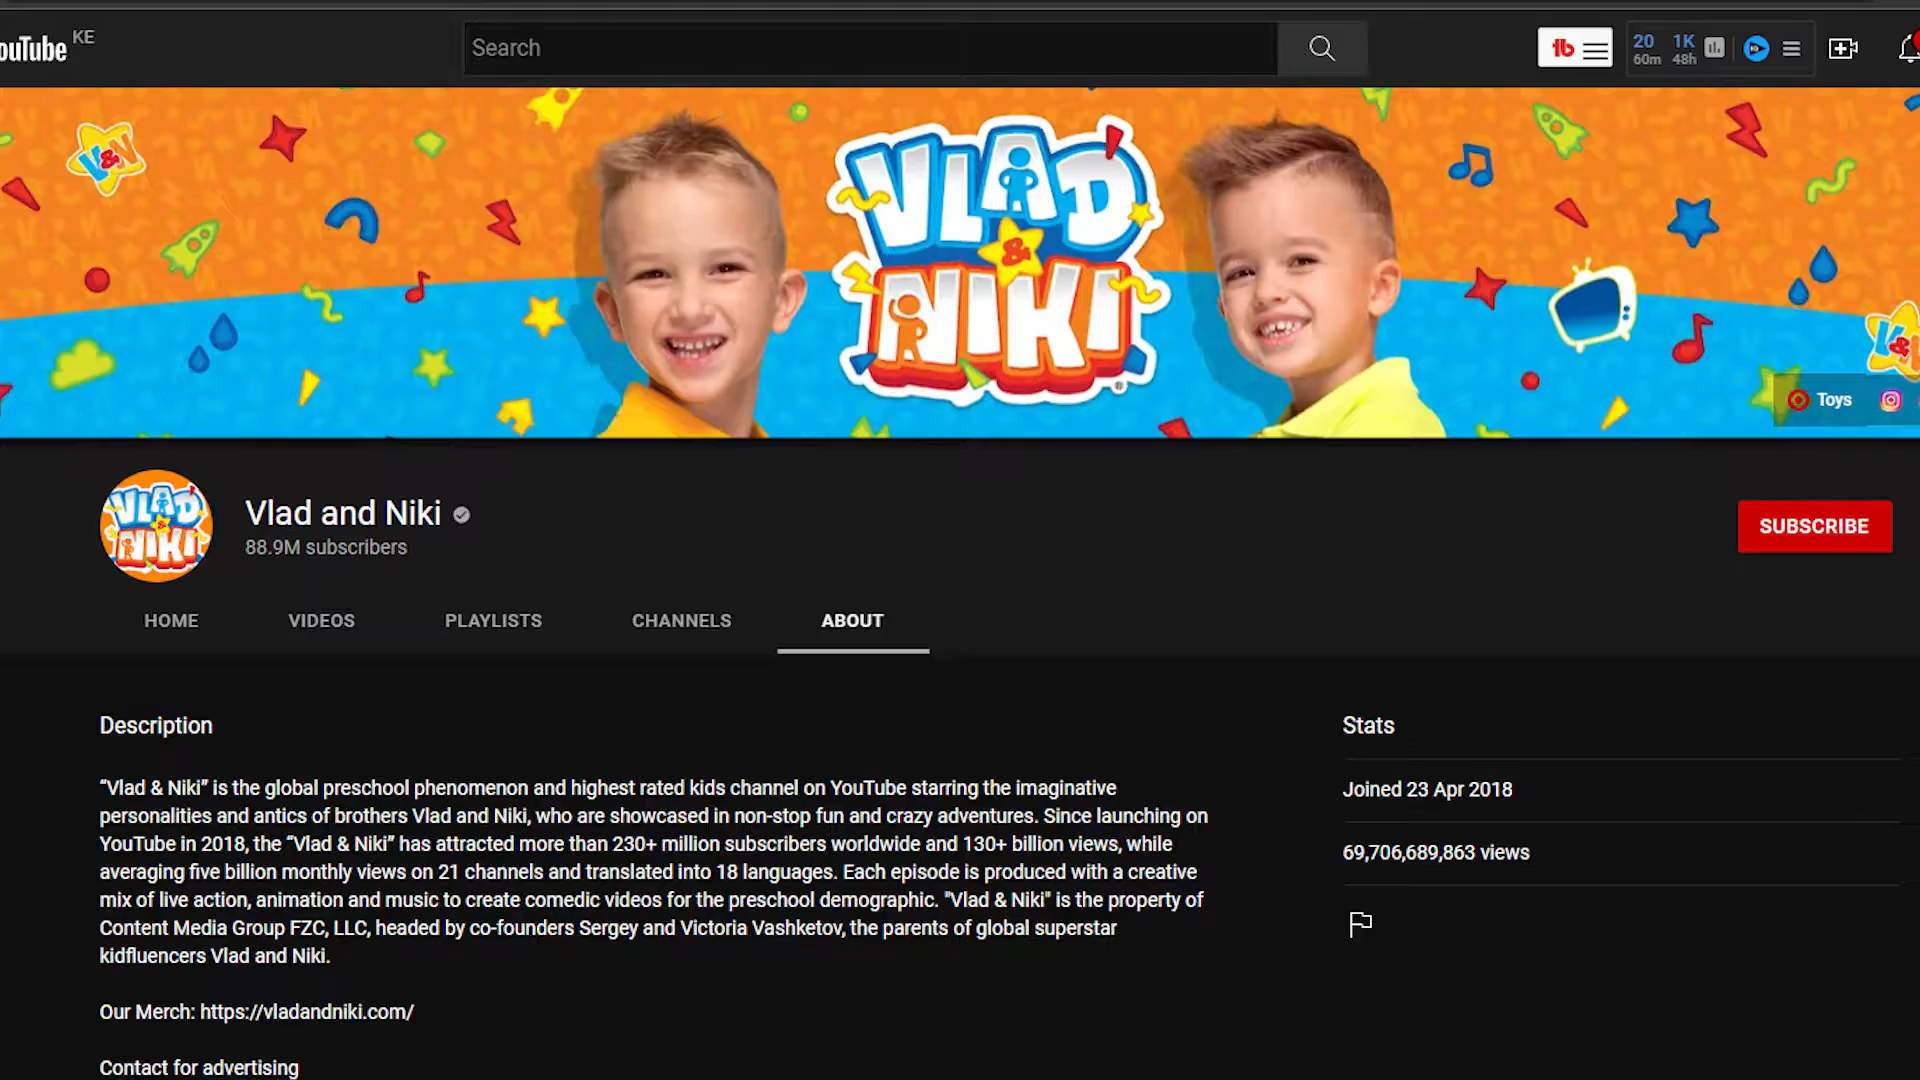 ouTube KE
Search
20 1K
60m 48h
V&N
VLAD
&
NIKI
®
Toys
VLAD
&
NIKI
Vlad and Niki
88.9M subscribers
SUBSCRIBE
HOME VIDEOS PLAYLISTS CHANNELS ABOUT
Description
“Vlad & Niki” is the global preschool phenomenon and highest rated kids channel on YouTube starring the imaginative
personalities and antics of brothers Vlad and Niki, who are showcased in non-stop fun and crazy adventures. Since launching on
YouTube in 2018, the “Vlad & Niki” has attracted more than 230+ million subscribers worldwide and 130+ billion views, while
averaging five billion monthly views on 21 channels and translated into 18 languages. Each episode is produced with a creative
mix of live action, animation and music to create comedic videos for the preschool demographic. "Vlad & Niki" is the property of
Content Media Group FZC, LLC, headed by co-founders Sergey and Victoria Vashketov, the parents of global superstar
kidfluencers Vlad and Niki.
Our Merch: https://vladandniki.com/
Contact for advertising
Stats
Joined 23 Apr 2018
69,706,689,863 views